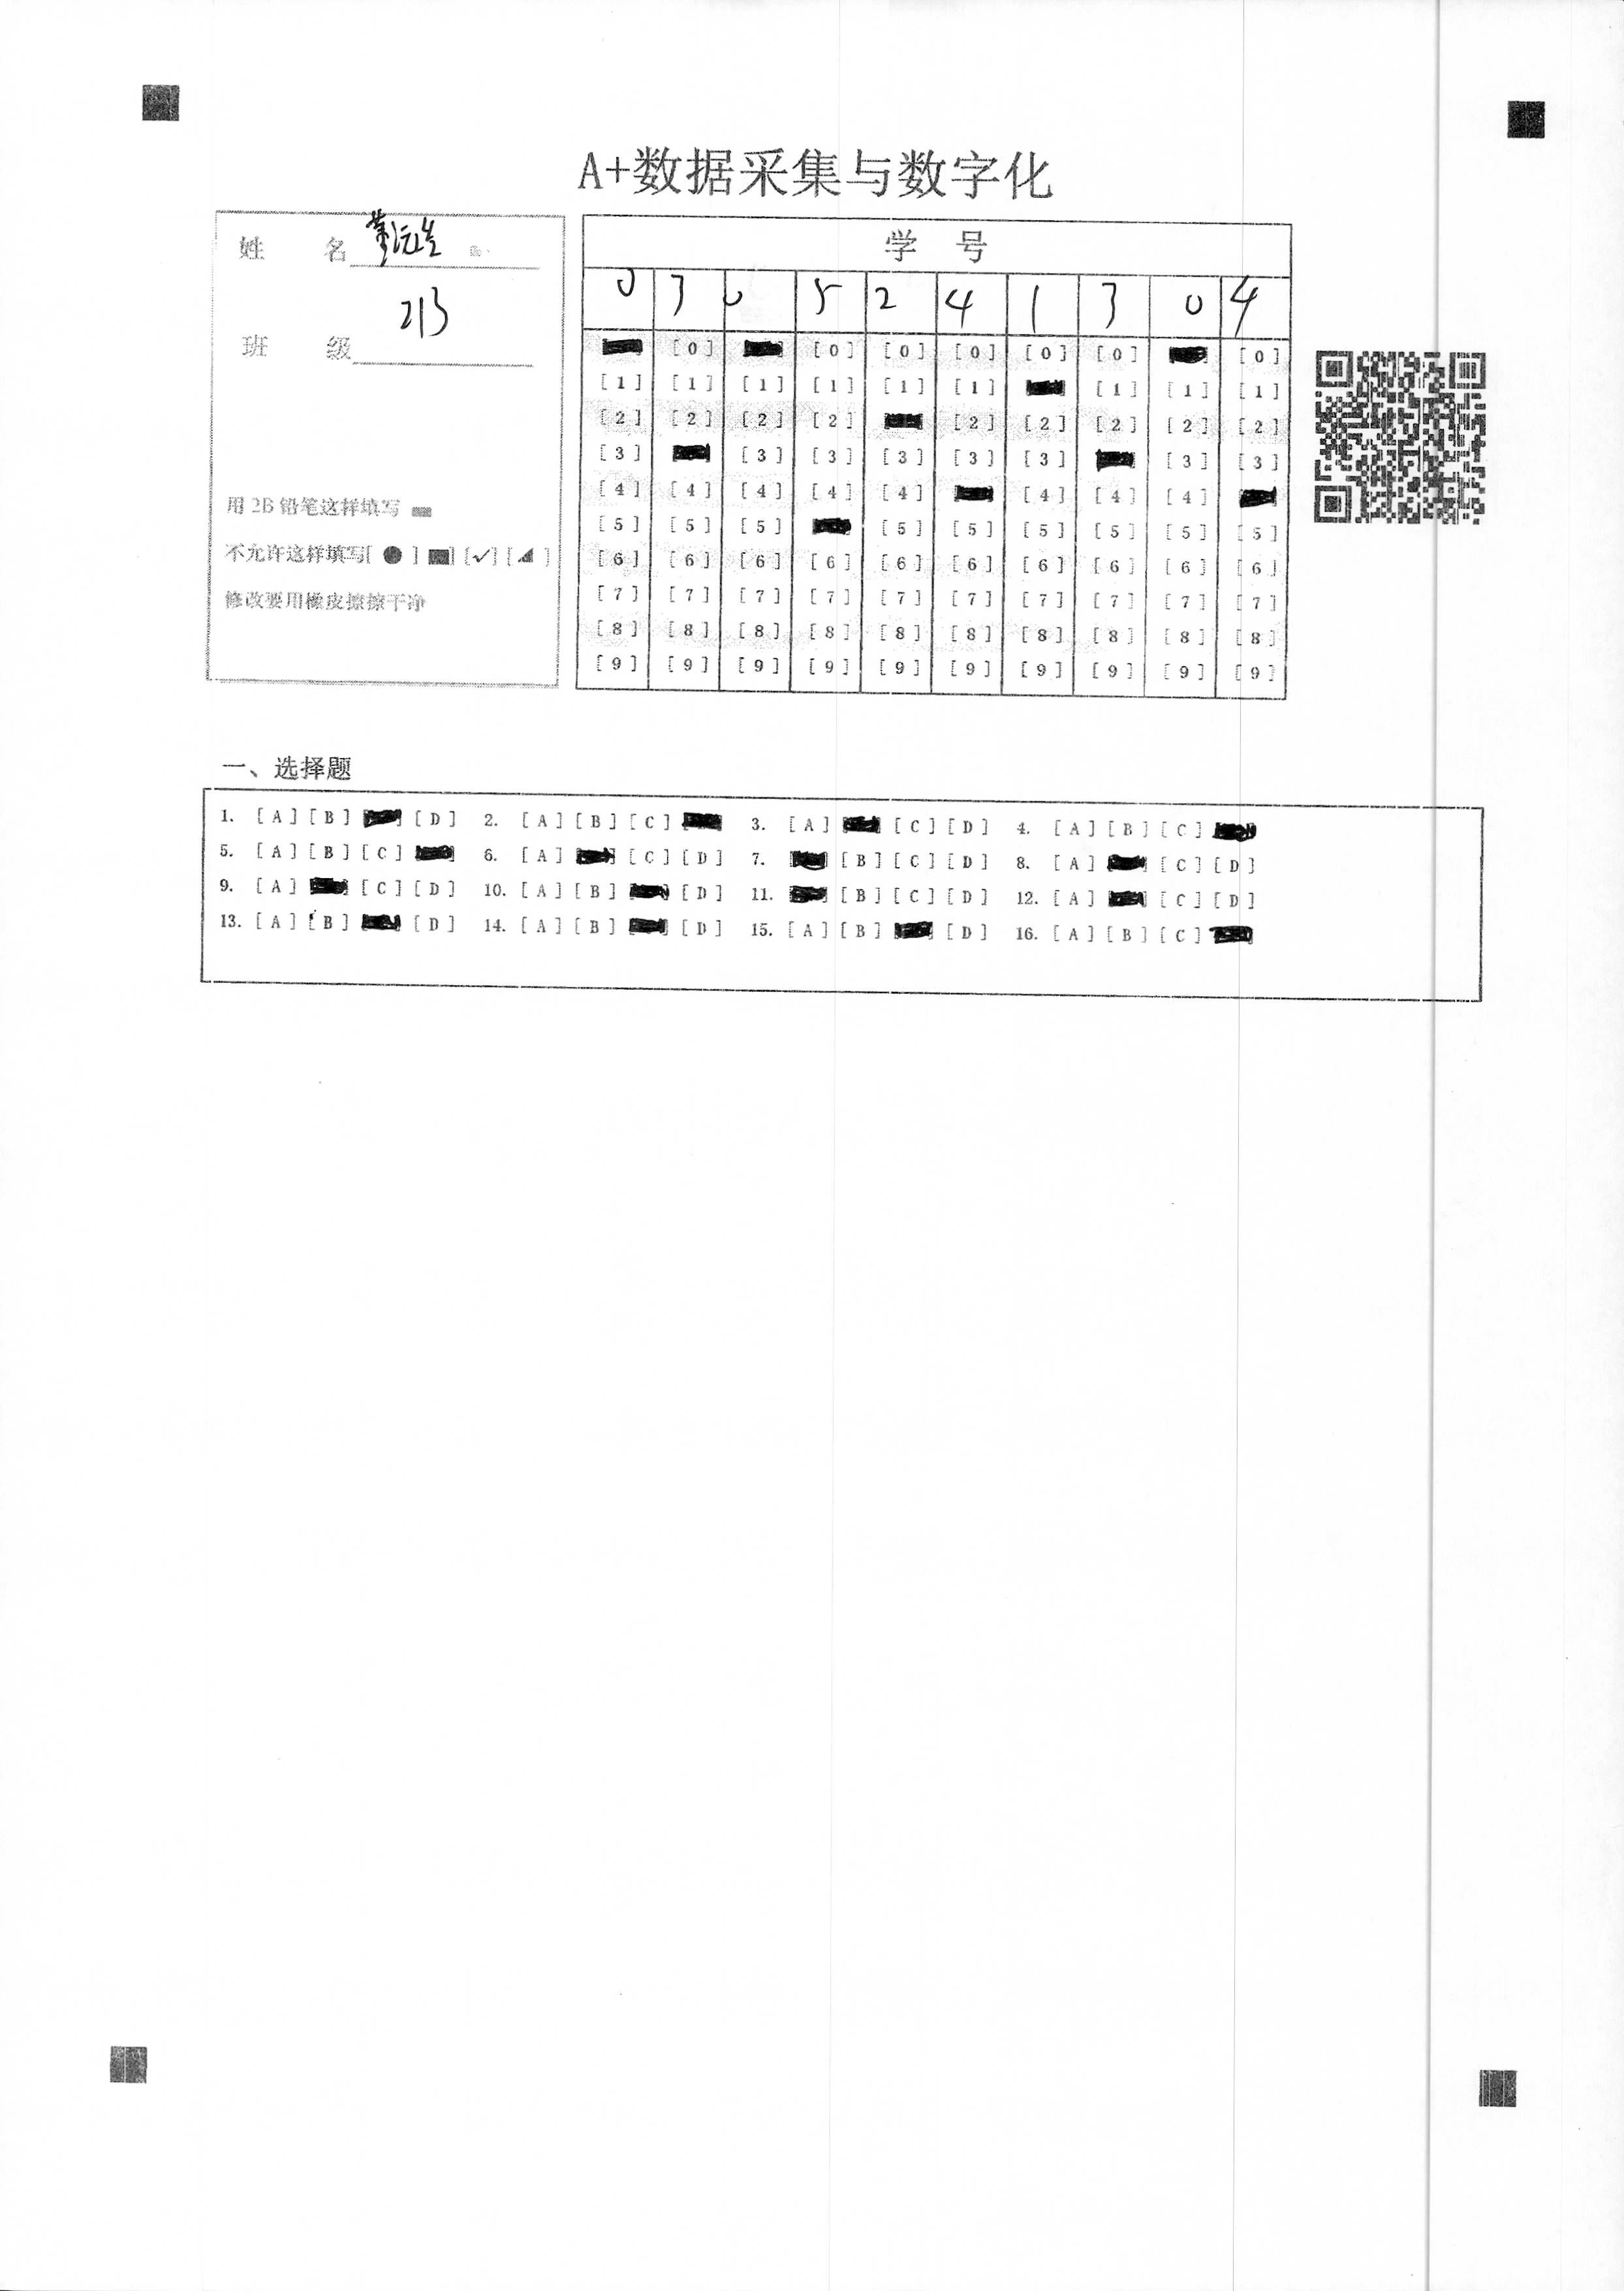 A+数据采集与数字化
姓 名
班 级 213
用 2B 铅笔这样填写
不允许这样填写[ ● ] [✓] [ ]
修改要用橡皮擦擦干净
学 号
0 3 0 5 2 4 1 3 0 4
[0] [0] [0] [0] [0] [0] [0]
[1] [1] [1] [1] [1] [1] [1] [1] [1]
[2] [2] [2] [2] [2] [2] [2] [2] [2]
[3] [3] [3] [3] [3] [3] [3] [3]
[4] [4] [4] [4] [4] [4] [4] [4]
[5] [5] [5] [5] [5] [5] [5] [5] [5]
[6] [6] [6] [6] [6] [6] [6] [6] [6] [6]
[7] [7] [7] [7] [7] [7] [7] [7] [7] [7]
[8] [8] [8] [8] [8] [8] [8] [8] [8] [8]
[9] [9] [9] [9] [9] [9] [9] [9] [9] [9]
一、选择题
1. [A] [B] [D] 2. [A] [B] [C] 3. [A] [C] [D] 4. [A] [B] [C]
5. [A] [B] [C] 6. [A] [C] [D] 7. [B] [C] [D] 8. [A] [C] [D]
9. [A] [C] [D] 10. [A] [B] [D] 11. [B] [C] [D] 12. [A] [C] [D]
13. [A] [B] [D] 14. [A] [B] [D] 15. [A] [B] [D] 16. [A] [B] [C]